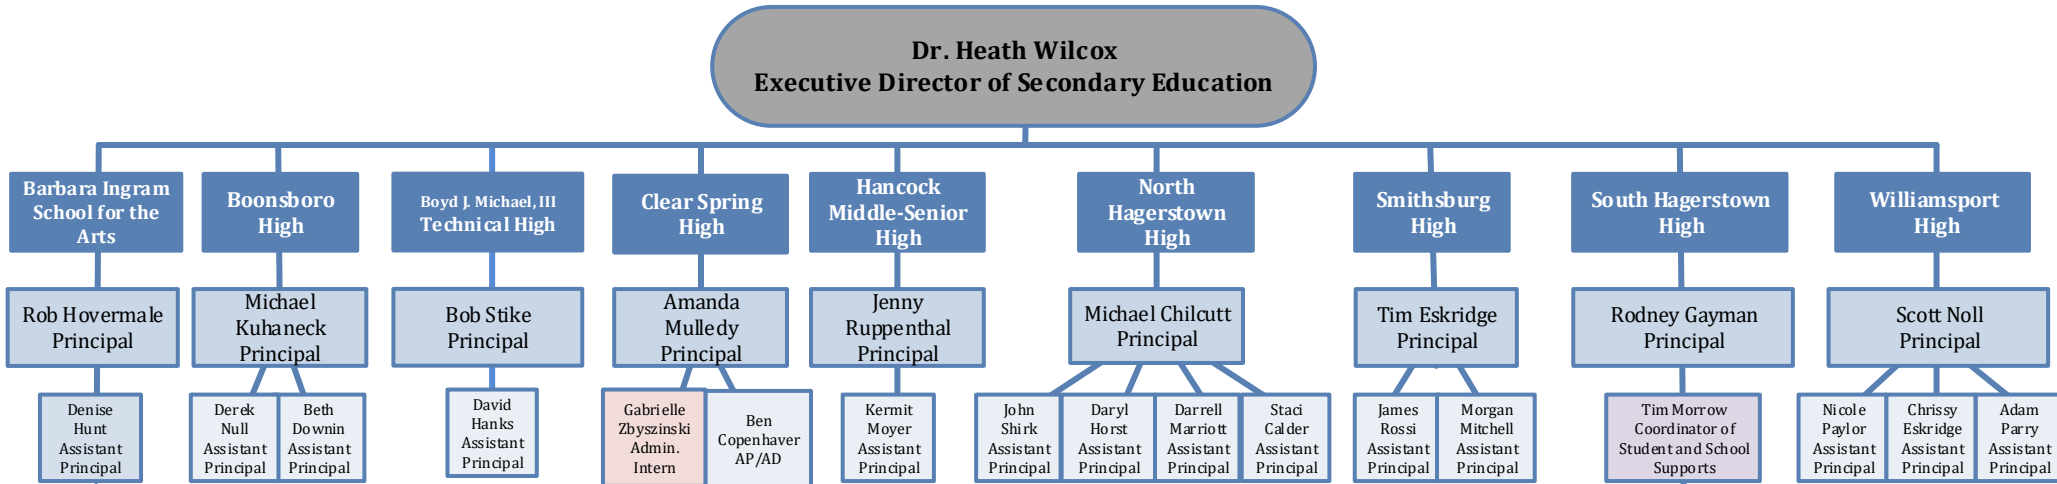 Dr. Heath Wilcox
Executive Director of Secondary Education
Barbara Ingram
School for the
Arts
Boonsboro
High
Boyd J. Michael, III
Technical High
Clear Spring
High
Hancock
Middle-Senior
High
North
Hagerstown
High
Smithsburg
High
South Hagerstown
High
Williamsport
High
Rob Hovermale
Principal
Michael
Kuhaneck
Principal
Bob Stike
Principal
Amanda
Mulledy
Principal
Jenny
Ruppenthal
Principal
Michael Chilcutt
Principal
Tim Eskridge
Principal
Rodney Gayman
Principal
Scott Noll
Principal
Denise
Hunt
Assistant
Principal
Derek
Null
Assistant
Principal
Beth
Downin
Assistant
Principal
David
Hanks
Assistant
Principal
Gabrielle
Zbyszinski
Admin.
Intern
Ben
Copenhaver
AP/AD
Kermit
Moyer
Assistant
Principal
John
Shirk
Assistant
Principal
Daryl
Horst
Assistant
Principal
Darrell
Marriott
Assistant
Principal
Staci
Calder
Assistant
Principal
James
Rossi
Assistant
Principal
Morgan
Mitchell
Assistant
Principal
Tim Morrow
Coordinator of
Student and School
Supports
Nicole
Paylor
Assistant
Principal
Chrissy
Eskridge
Assistant
Principal
Adam
Parry
Assistant
Principal